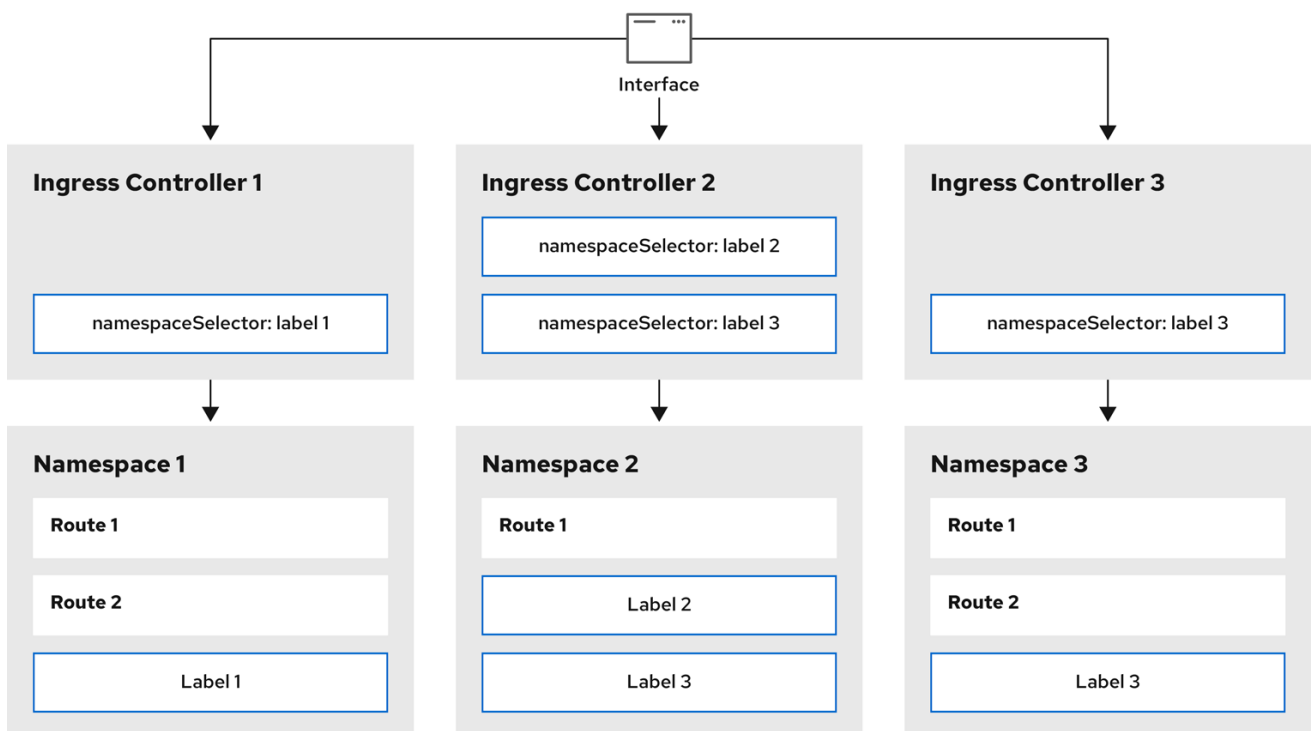 Interface
Ingress Controller 1
namespaceSelector: label 1
Ingress Controller 2
namespaceSelector: label 2
namespaceSelector: label 3
Ingress Controller 3
namespaceSelector: label 3
Namespace 1
Route 1
Route 2
Label 1
Namespace 2
Route 1
Label 2
Label 3
Namespace 3
Route 1
Route 2
Label 3